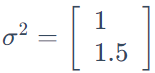 σ² = [ 1
1.5 ]